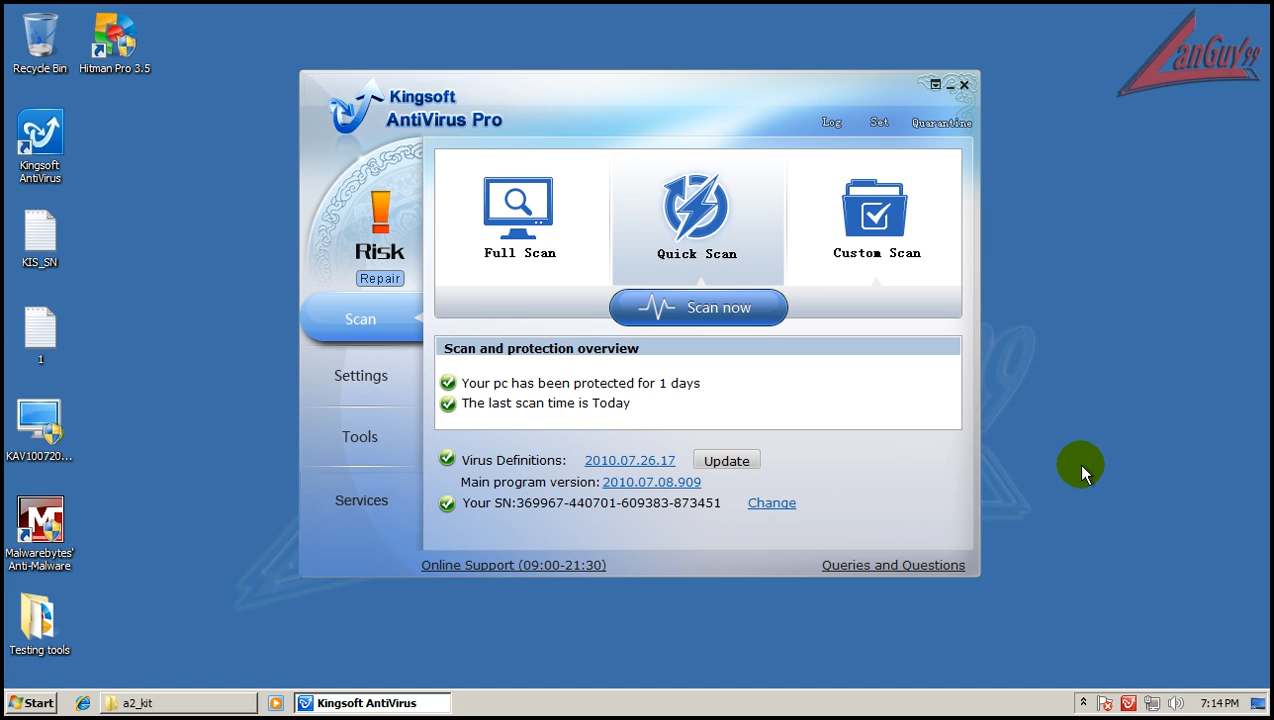 Recycle Bin
Hitman Pro 3.5
LanGuy99
Kingsoft
AntiVirus
KIS_SN
1
KAV100720...
Malwarebytes'
Anti-Malware
Testing tools
Kingsoft
AntiVirus Pro
Log
Set
Quarantine
Risk
Repair
Scan
Settings
Tools
Services
Full Scan
Quick Scan
Custom Scan
Scan now
Scan and protection overview
Your pc has been protected for 1 days
The last scan time is Today
Virus Definitions: 2010.07.26.17 Update
Main program version: 2010.07.08.909
Your SN:369967-440701-609383-873451 Change
Online Support (09:00-21:30)
Queries and Questions
Start
a2_kit
Kingsoft AntiVirus
7:14 PM